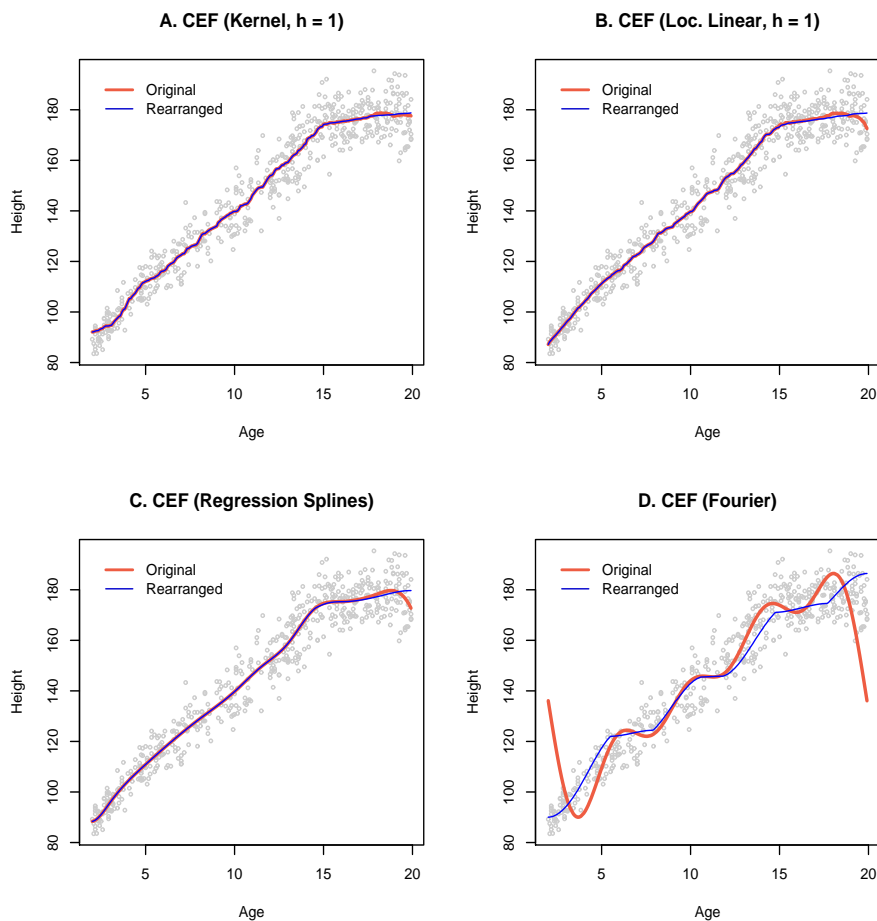 A. CEF (Kernel, h = 1)
Original
Rearranged
Height
80
100
120
140
160
180
5
10
15
20
Age
B. CEF (Loc. Linear, h = 1)
Original
Rearranged
Height
80
100
120
140
160
180
5
10
15
20
Age
C. CEF (Regression Splines)
Original
Rearranged
Height
80
100
120
140
160
180
5
10
15
20
Age
D. CEF (Fourier)
Original
Rearranged
Height
80
100
120
140
160
180
5
10
15
20
Age